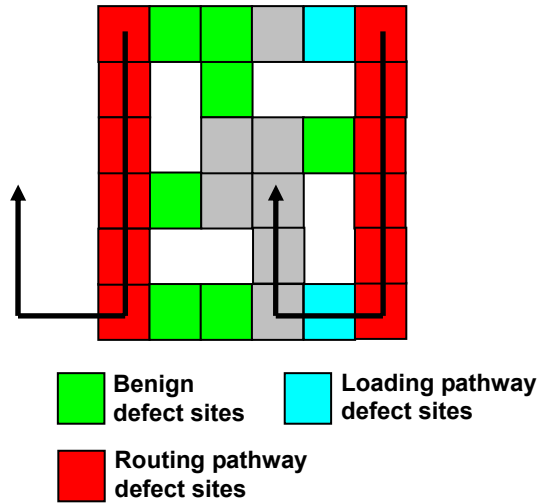 Benign
defect sites
Loading pathway
defect sites
Routing pathway
defect sites